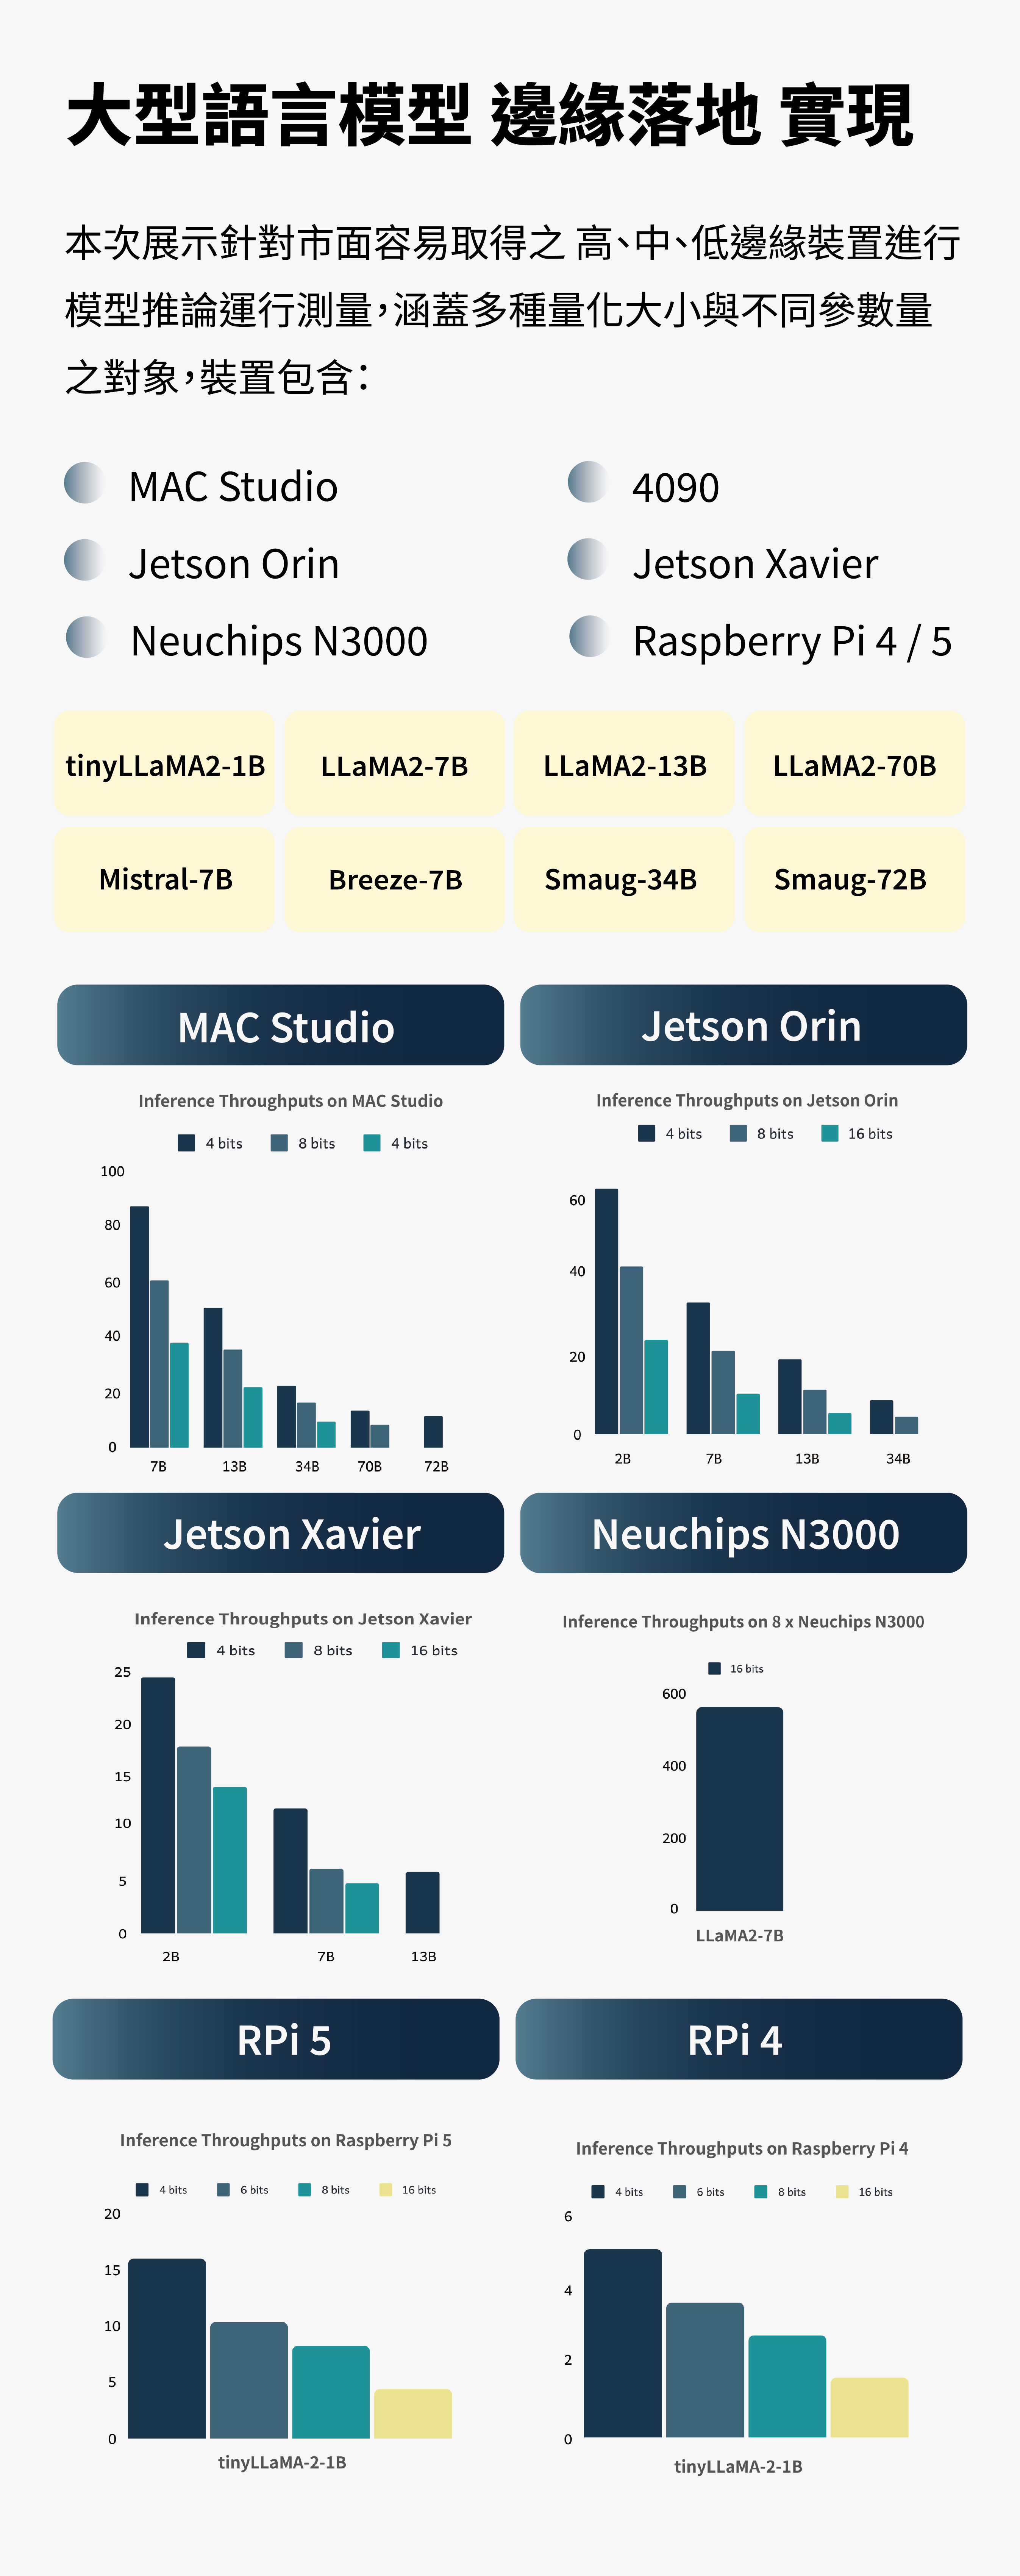 大型語言模型 邊緣落地 實現
本次展示針對市面容易取得之 高、中、低邊緣裝置進行
模型推論運行測量，涵蓋多種量化大小與不同參數量
之對象，裝置包含：
MAC Studio
4090
Jetson Orin
Jetson Xavier
Neuchips N3000
Raspberry Pi 4 / 5
tinyLLaMA2-1B
LLaMA2-7B
LLaMA2-13B
LLaMA2-70B
Mistral-7B
Breeze-7B
Smaug-34B
Smaug-72B
MAC Studio
Inference Throughputs on MAC Studio
4 bits 8 bits 4 bits
100
80
60
40
20
0
7B 13B 34B 70B 72B
Jetson Orin
Inference Throughputs on Jetson Orin
4 bits 8 bits 16 bits
60
40
20
0
2B 7B 13B 34B
Jetson Xavier
Inference Throughputs on Jetson Xavier
4 bits 8 bits 16 bits
25
20
15
10
5
0
2B 7B 13B
Neuchips N3000
Inference Throughputs on 8 x Neuchips N3000
16 bits
600
400
200
0
LLaMA2-7B
RPi 5
Inference Throughputs on Raspberry Pi 5
4 bits 6 bits 8 bits 16 bits
20
15
10
5
0
tinyLLaMA-2-1B
RPi 4
Inference Throughputs on Raspberry Pi 4
4 bits 6 bits 8 bits 16 bits
6
4
2
0
tinyLLaMA-2-1B